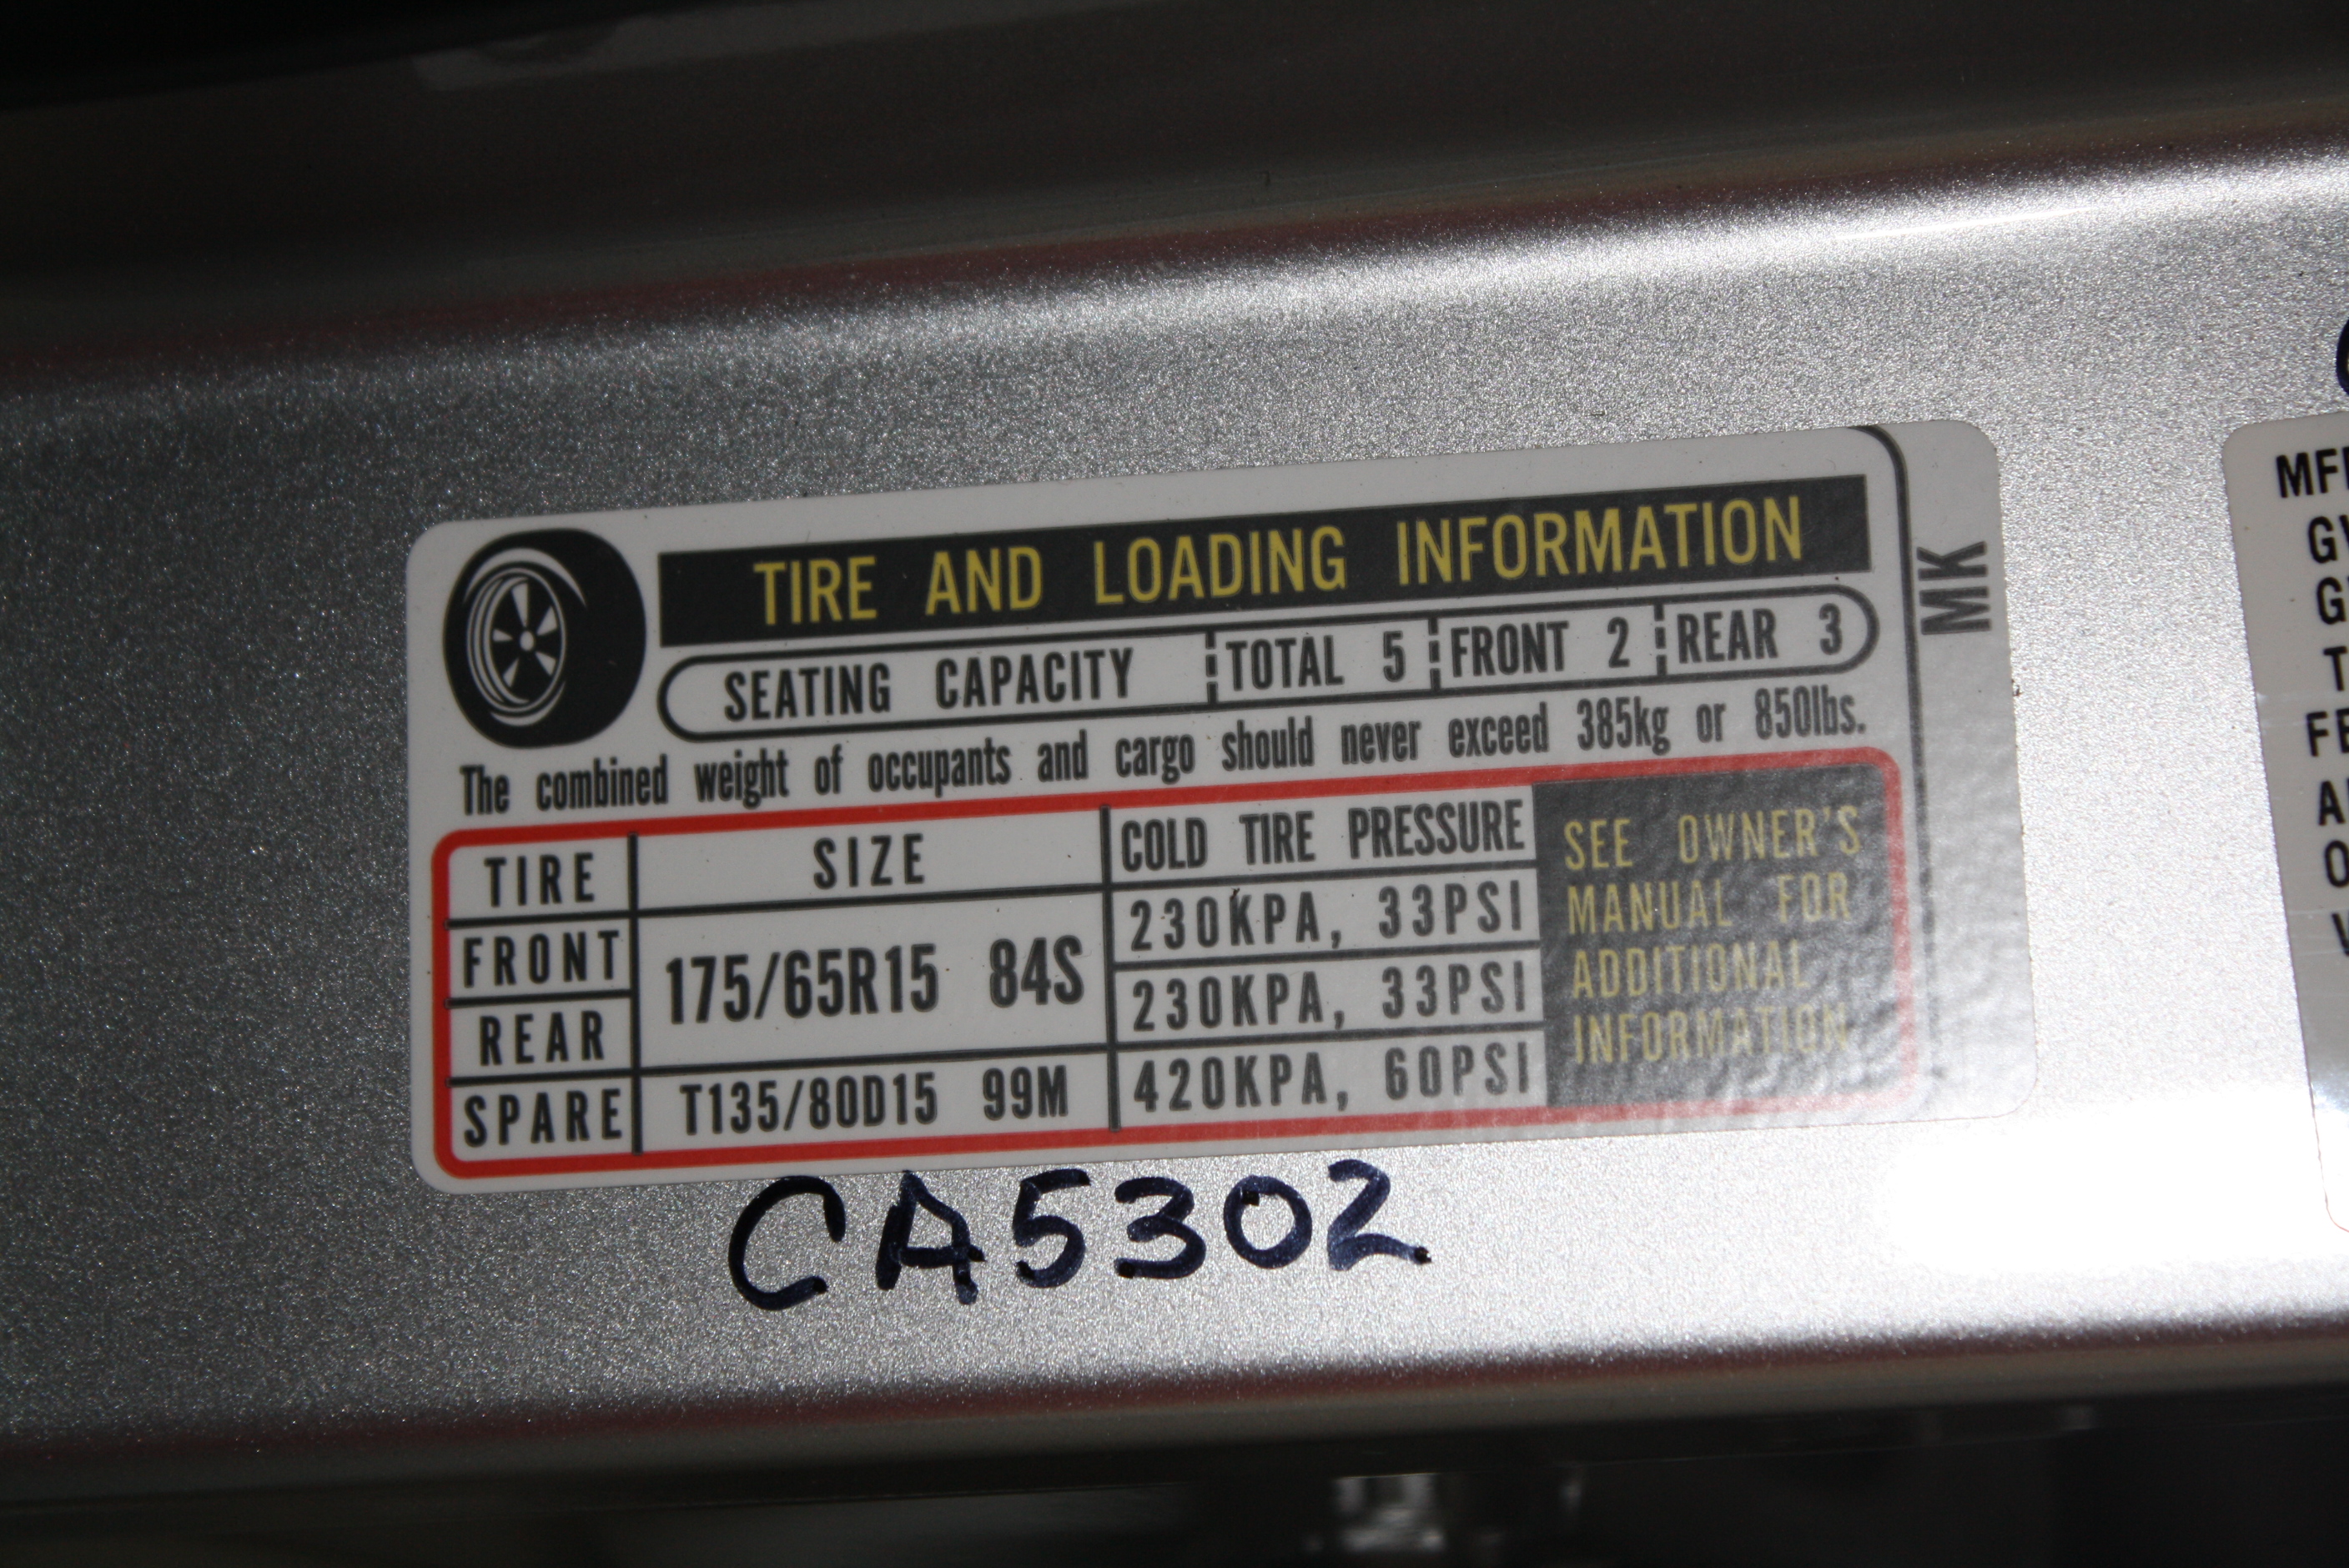 TIRE AND LOADING INFORMATION
SEATING CAPACITY TOTAL 5 FRONT 2 REAR 3
The combined weight of occupants and cargo should never exceed 385kg or 850lbs.
TIRE SIZE COLD TIRE PRESSURE
FRONT 175/65R15 84S 230KPA, 33PSI
REAR 230KPA, 33PSI
SPARE T135/80D15 99M 420KPA, 60PSI
SEE OWNER'S
MANUAL FOR
ADDITIONAL
INFORMATION
MK
CA5302